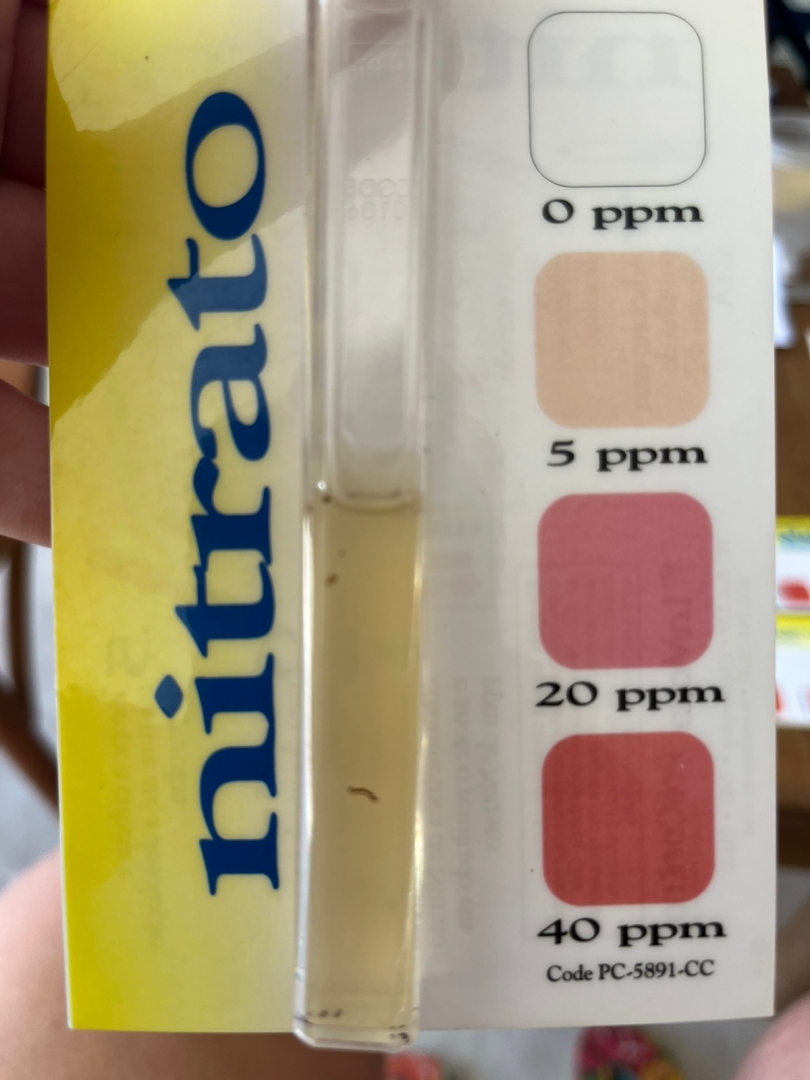 nitrato
0 ppm
5 ppm
20 ppm
40 ppm
Code PC-5891-CC